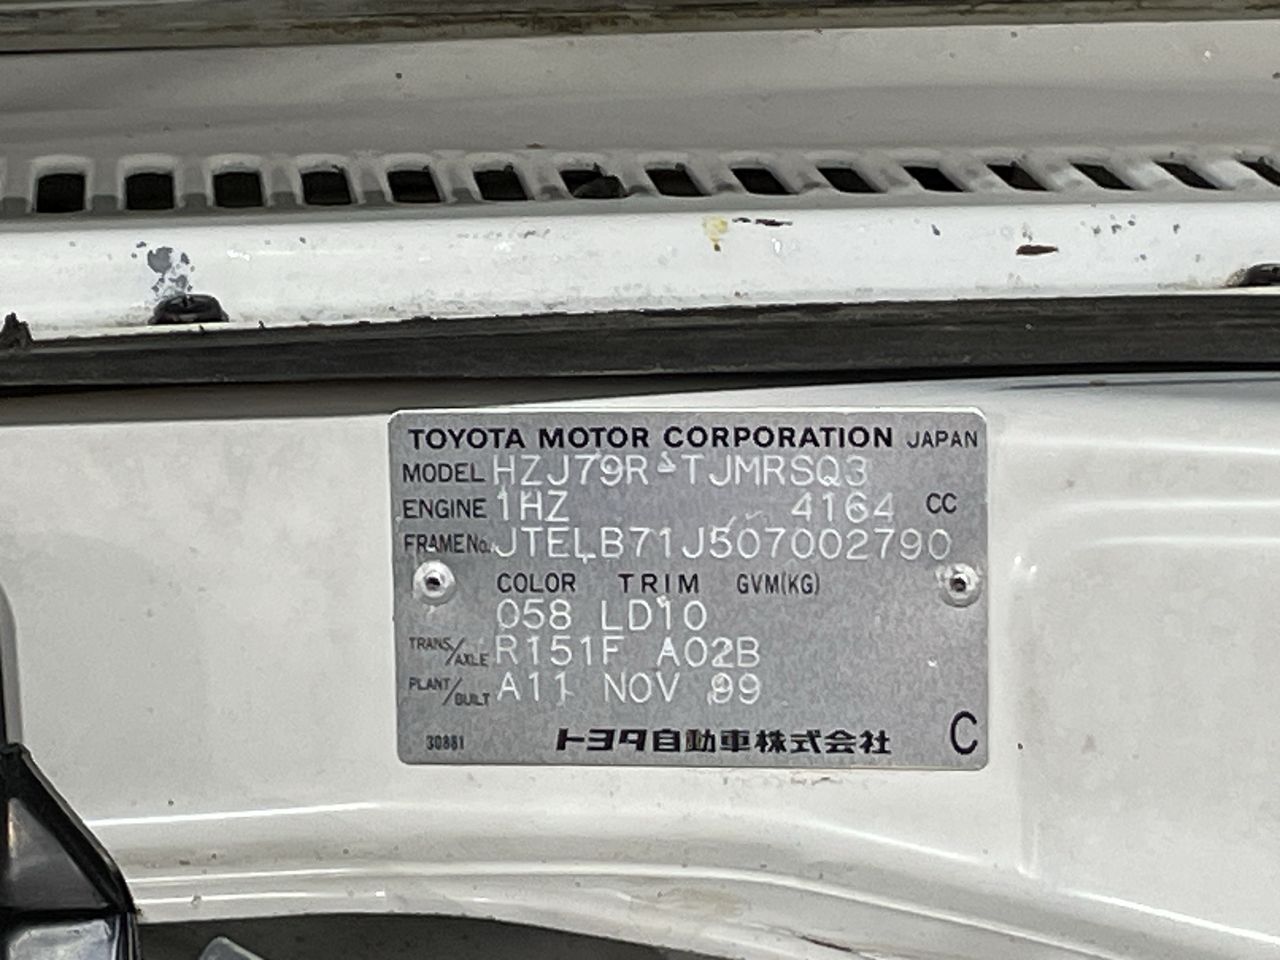 TOYOTA MOTOR CORPORATION JAPAN
MODEL HZJ79R-TJMRSQ3
ENGINE 1HZ 4164 CC
FRAME No. JTELB71J507002790
COLOR TRIM GVM(KG)
058 LD10
TRANS/AXLE R151F A02B
PLANT/BUILT A11 NOV 99
30881 トヨタ自動車株式会社 C